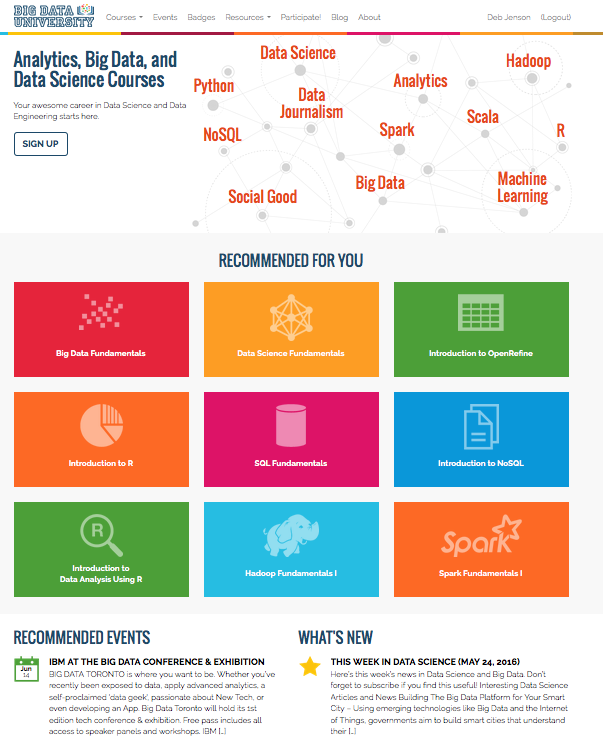 BIG DATA
UNIVERSITY
Courses Events Badges Resources Participate! Blog About Deb Jenson (Logout)
Analytics, Big Data, and
Data Science Courses
Your awesome career in Data Science and Data
Engineering starts here.
SIGN UP
Data Science
Hadoop
Python
Analytics
Data
Journalism
Scala
NoSQL
Spark
R
Big Data
Machine
Learning
Social Good
RECOMMENDED FOR YOU
Big Data Fundamentals
Data Science Fundamentals
Introduction to OpenRefine
Introduction to R
SQL Fundamentals
Introduction to NoSQL
R
Introduction to
Data Analysis Using R
Hadoop Fundamentals I
Spark
Spark Fundamentals I
RECOMMENDED EVENTS
Jun
14
IBM AT THE BIG DATA CONFERENCE & EXHIBITION
BIG DATA TORONTO is where you want to be. Whether you've
recently been exposed to data, apply advanced analytics, a
self-proclaimed 'data geek', passionate about New Tech, or
even developing an App. Big Data Toronto will hold its 1st
edition tech conference & exhibition. Free pass includes all
access to speaker panels and workshops. IBM [...]
WHAT'S NEW
THIS WEEK IN DATA SCIENCE (MAY 24, 2016)
Here's this week's news in Data Science and Big Data. Don't
forget to subscribe if you find this useful! Interesting Data Science
Articles and News Building The Big Data Platform for Your Smart
City – Using emerging technologies like Big Data and the Internet
of Things, governments aim to build smart cities that understand
their [...]